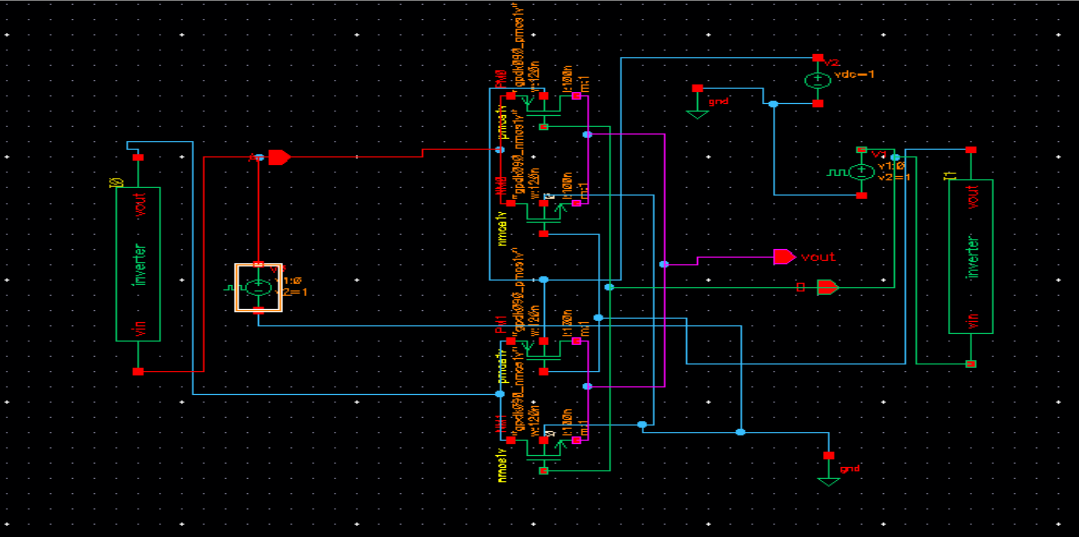 "gpdk090_pmos1v"
w:120n
l:100n
m:1
PM0
pmos1v
V2
vdc=1
gnd
"gpdk090_nmos1v"
w:120n
l:100n
m:1
NM0
nmos1v
v1:0
v2=1
I1
vout
inverter
vin
vout
inverter
vin
v1:0
v2=1
vout
"gpdk090_pmos1v"
w:120n
l:100n
m:1
PM1
pmos1v
"gpdk090_nmos1v"
w:120n
l:100n
m:1
nmos1v
gnd